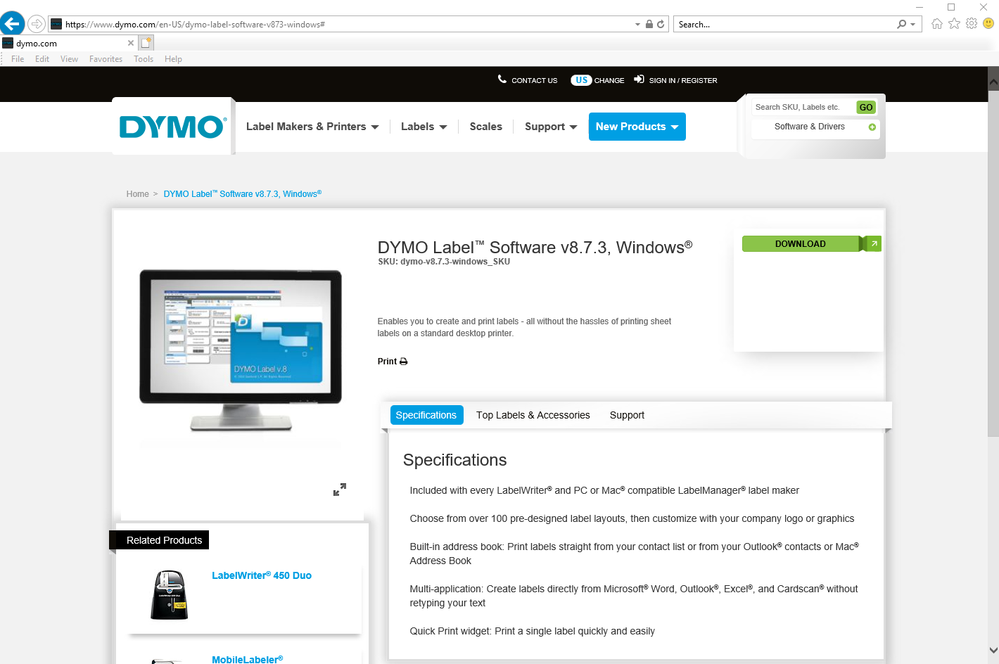 https://www.dymo.com/en-US/dymo-label-software-v873-windows#
Search...
dymo.com
File Edit View Favorites Tools Help
CONTACT US US CHANGE SIGN IN / REGISTER
DYMO®
Label Makers & Printers Labels Scales Support New Products
Search SKU, Labels etc. GO
Software & Drivers
Home > DYMO Label™ Software v8.7.3, Windows®
DYMO Label™ Software v8.7.3, Windows®
SKU: dymo-v8.7.3-windows_SKU
DOWNLOAD
DYMO Label v.8
Enables you to create and print labels - all without the hassles of printing sheet
labels on a standard desktop printer.
Print
Specifications Top Labels & Accessories Support
Specifications
Included with every LabelWriter® and PC or Mac® compatible LabelManager® label maker
Choose from over 100 pre-designed label layouts, then customize with your company logo or graphics
Built-in address book: Print labels straight from your contact list or from your Outlook® contacts or Mac®
Address Book
Multi-application: Create labels directly from Microsoft® Word, Outlook®, Excel®, and Cardscan® without
retyping your text
Quick Print widget: Print a single label quickly and easily
Related Products
LabelWriter® 450 Duo
MobileLabeler®